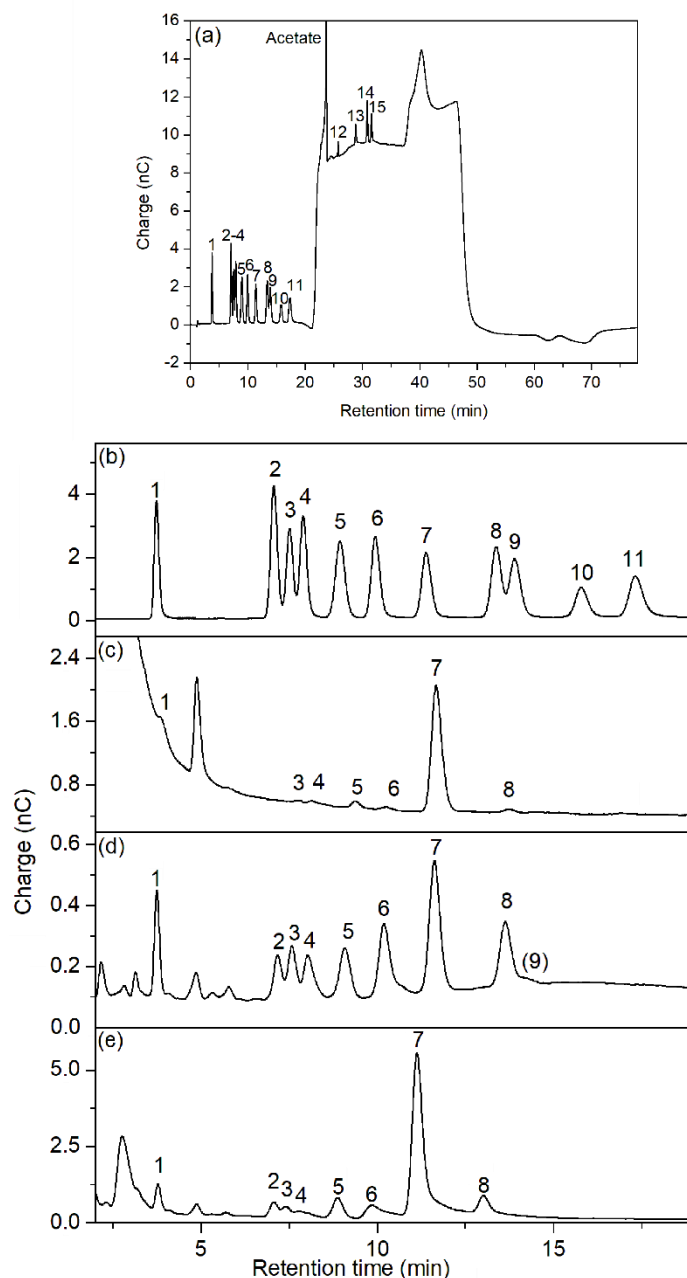 (a)
Acetate
16
14
12
10
8
6
4
2
0
-2
1
2-4
5
6
7
8
9
10
11
12
13
14
15
0 10 20 30 40 50 60 70
Charge (nC)
Retention time (min)
(b)
4
2
0
1 2 3 4 5 6 7 8 9 10 11
(c)
2.4
1.6
0.8
1 3 4 5 6 7 8
Charge (nC)
(d)
0.6
0.4
0.2
0.0
1 2 3 4 5 6 7 8 (9)
(e)
5.0
2.5
0.0
1 2 3 4 5 6 7 8
5 10 15
Retention time (min)